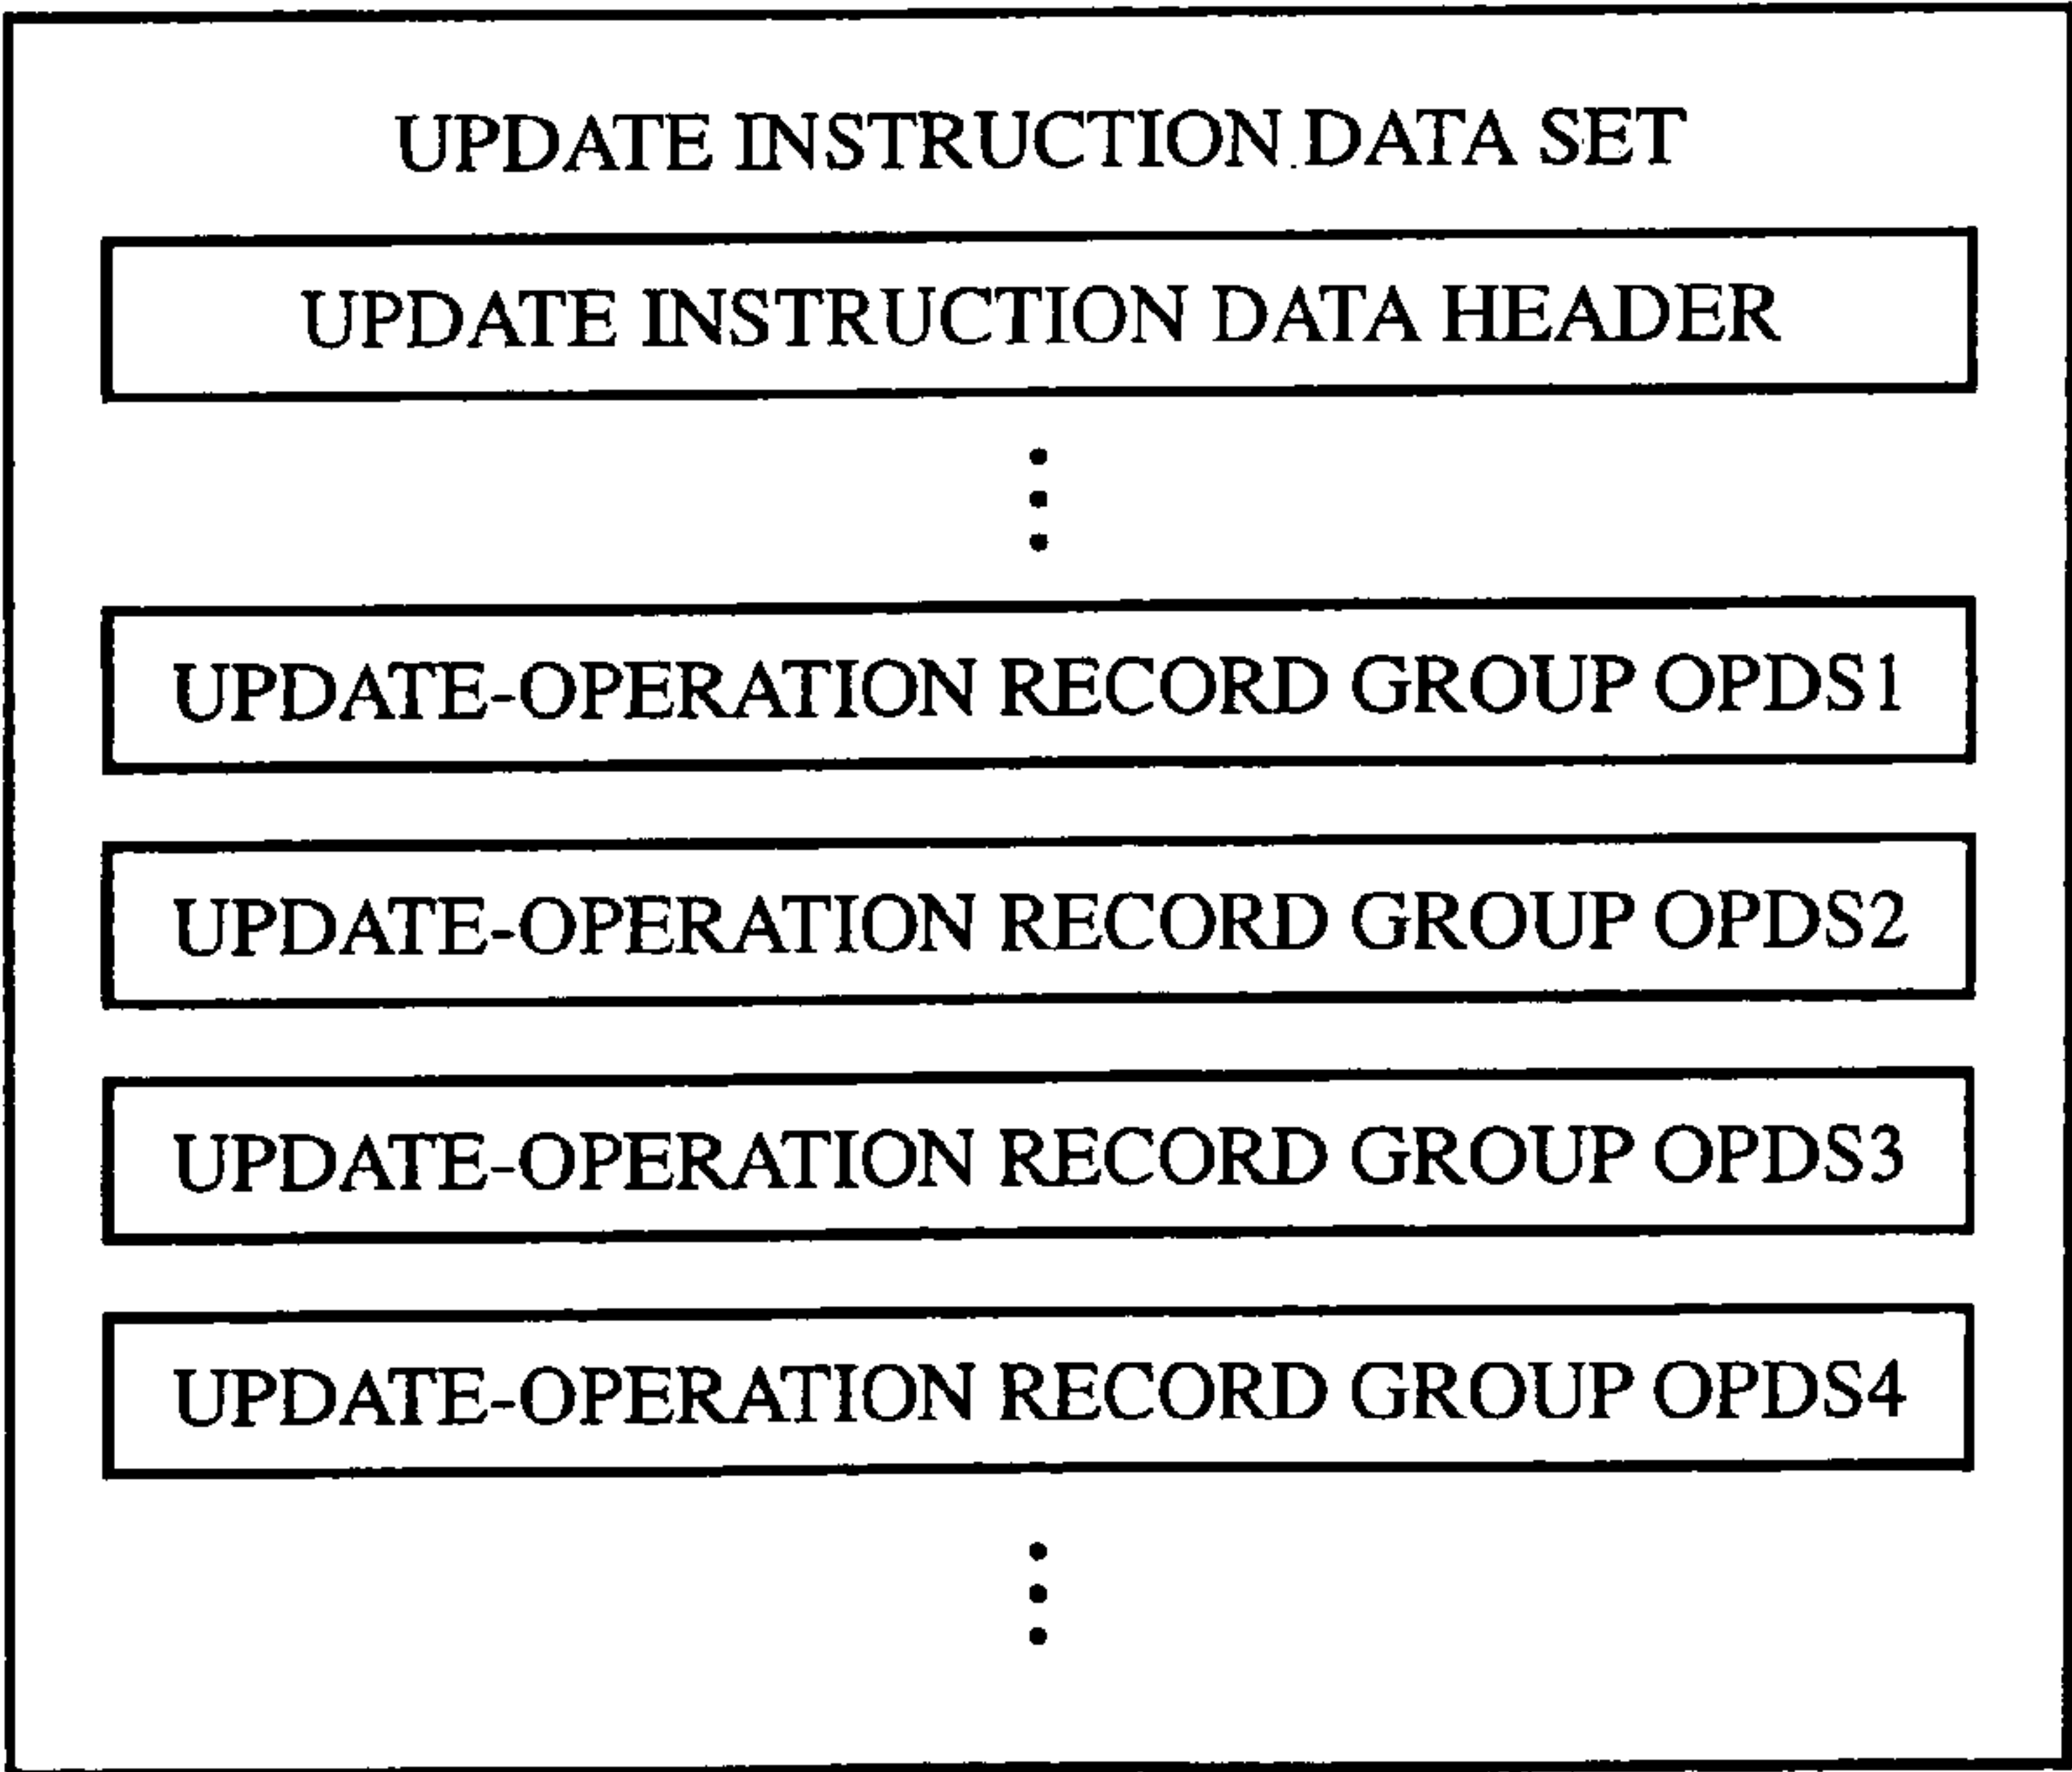 UPDATE INSTRUCTION DATA SET
UPDATE INSTRUCTION DATA HEADER
UPDATE-OPERATION RECORD GROUP OPDS1
UPDATE-OPERATION RECORD GROUP OPDS2
UPDATE-OPERATION RECORD GROUP OPDS3
UPDATE-OPERATION RECORD GROUP OPDS4